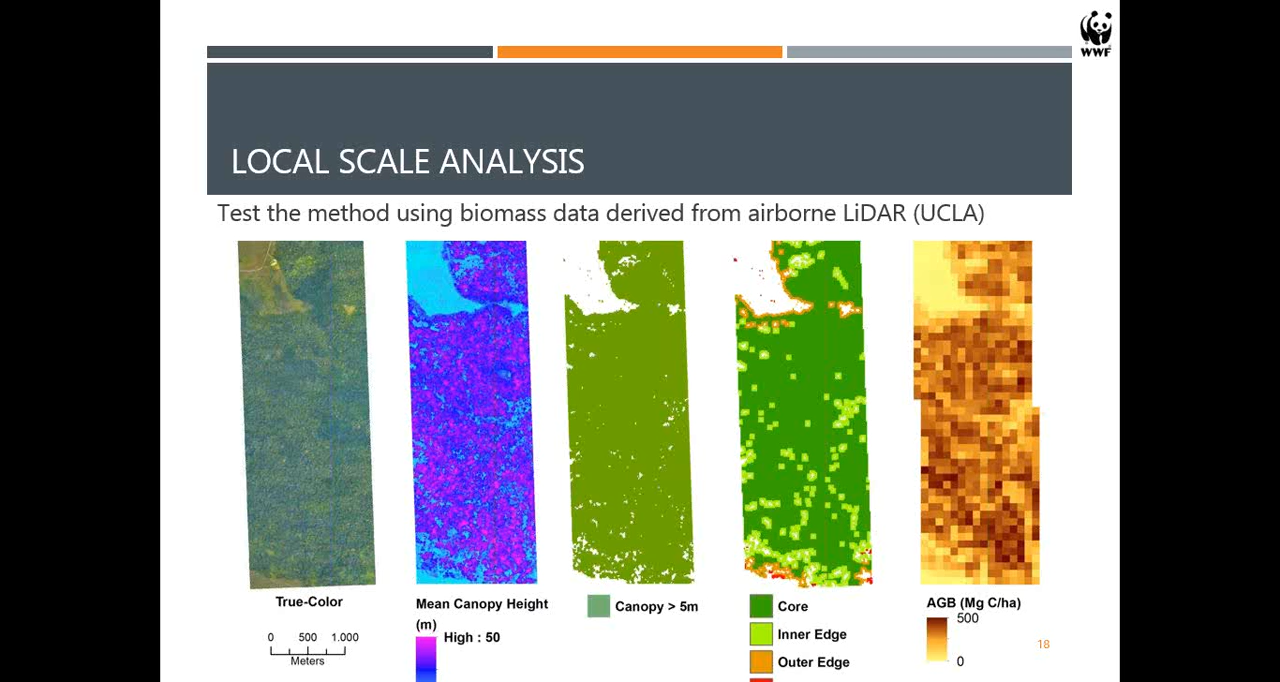 WWF
LOCAL SCALE ANALYSIS
Test the method using biomass data derived from airborne LiDAR (UCLA)
True-Color
0 500 1.000
Meters
Mean Canopy Height
(m)
High : 50
Canopy > 5m
Core
Inner Edge
Outer Edge
AGB (Mg C/ha)
500
0
18